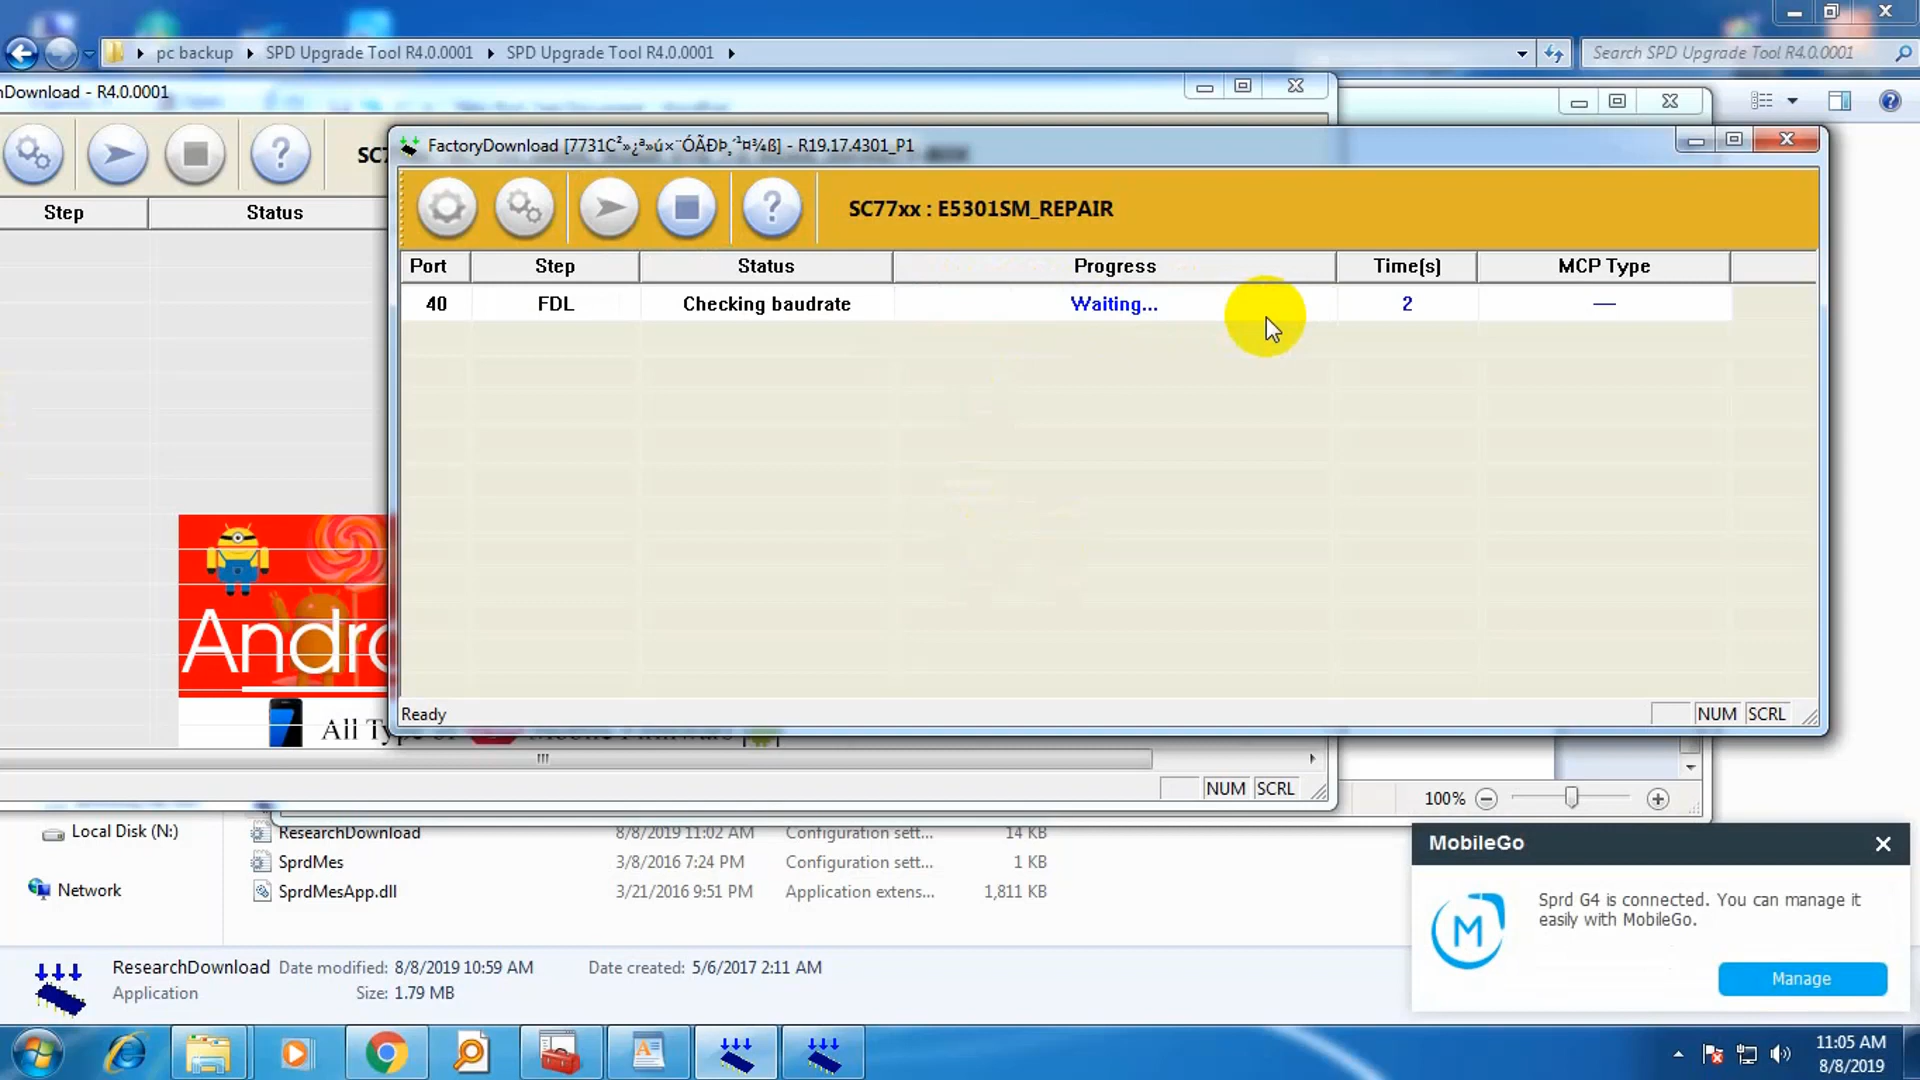 pc backup
SPD Upgrade Tool R4.0.0001
SPD Upgrade Tool R4.0.0001
Search SPD Upgrade Tool R4.0.0001
Download - R4.0.0001
Step
Status
FactoryDownload [7731C²»¿ª»ú×¨ÓÃÐÞ¸´¹¤¾ß] - R19.17.4301_P1
SC77xx : E5301SM_REPAIR
Port
Step
Status
Progress
Time(s)
MCP Type
40
FDL
Checking baudrate
Waiting...
2
—
All
Ready
NUM
SCRL
NUM
SCRL
100%
Local Disk (N:)
ResearchDownload
8/8/2019 11:02 AM
Configuration sett...
14 KB
SprdMes
3/8/2016 7:24 PM
Configuration sett...
1 KB
Network
SprdMesApp.dll
3/21/2016 9:51 PM
Application extens...
1,811 KB
MobileGo
Sprd G4 is connected. You can manage it
easily with MobileGo.
Manage
ResearchDownload
Date modified: 8/8/2019 10:59 AM
Date created: 5/6/2017 2:11 AM
Application
Size: 1.79 MB
11:05 AM
8/8/2019